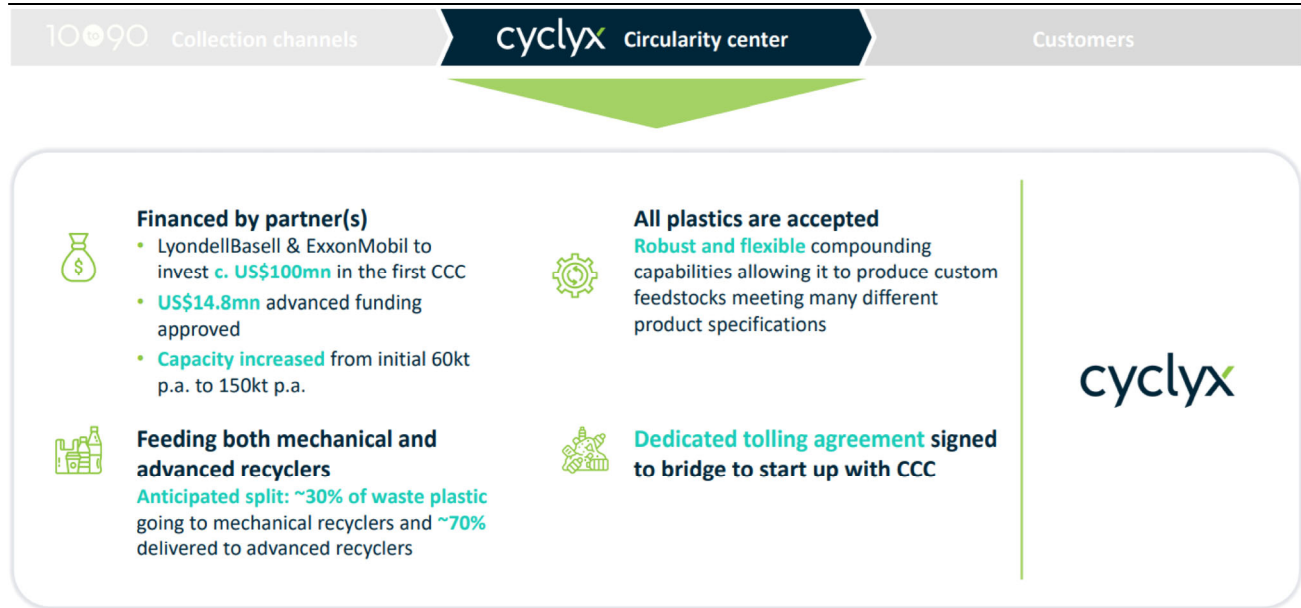 10to90 Collection channels
cyclyx Circularity center
Customers
Financed by partner(s)
• LyondellBasell & ExxonMobil to
invest c. US$100mn in the first CCC
• US$14.8mn advanced funding
approved
• Capacity increased from initial 60kt
p.a. to 150kt p.a.
Feeding both mechanical and
advanced recyclers
Anticipated split: ~30% of waste plastic
going to mechanical recyclers and ~70%
delivered to advanced recyclers
All plastics are accepted
Robust and flexible compounding
capabilities allowing it to produce custom
feedstocks meeting many different
product specifications
Dedicated tolling agreement signed
to bridge to start up with CCC
cyclyx